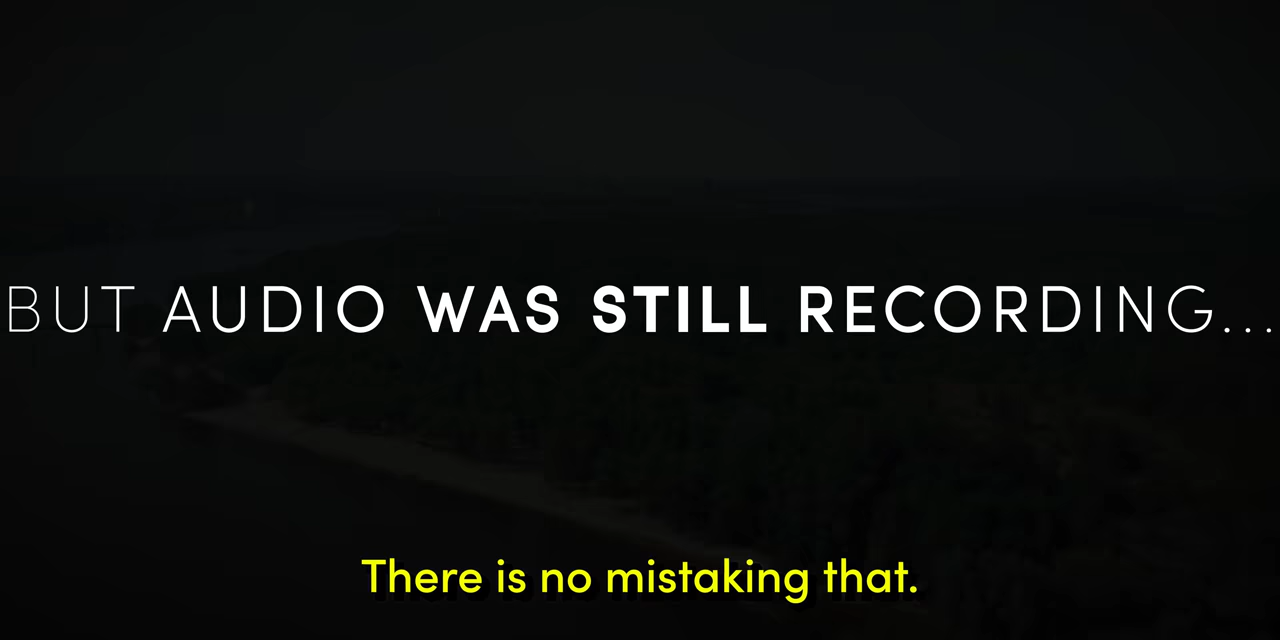 BUT AUDIO WAS STILL RECORDING...
There is no mistaking that.